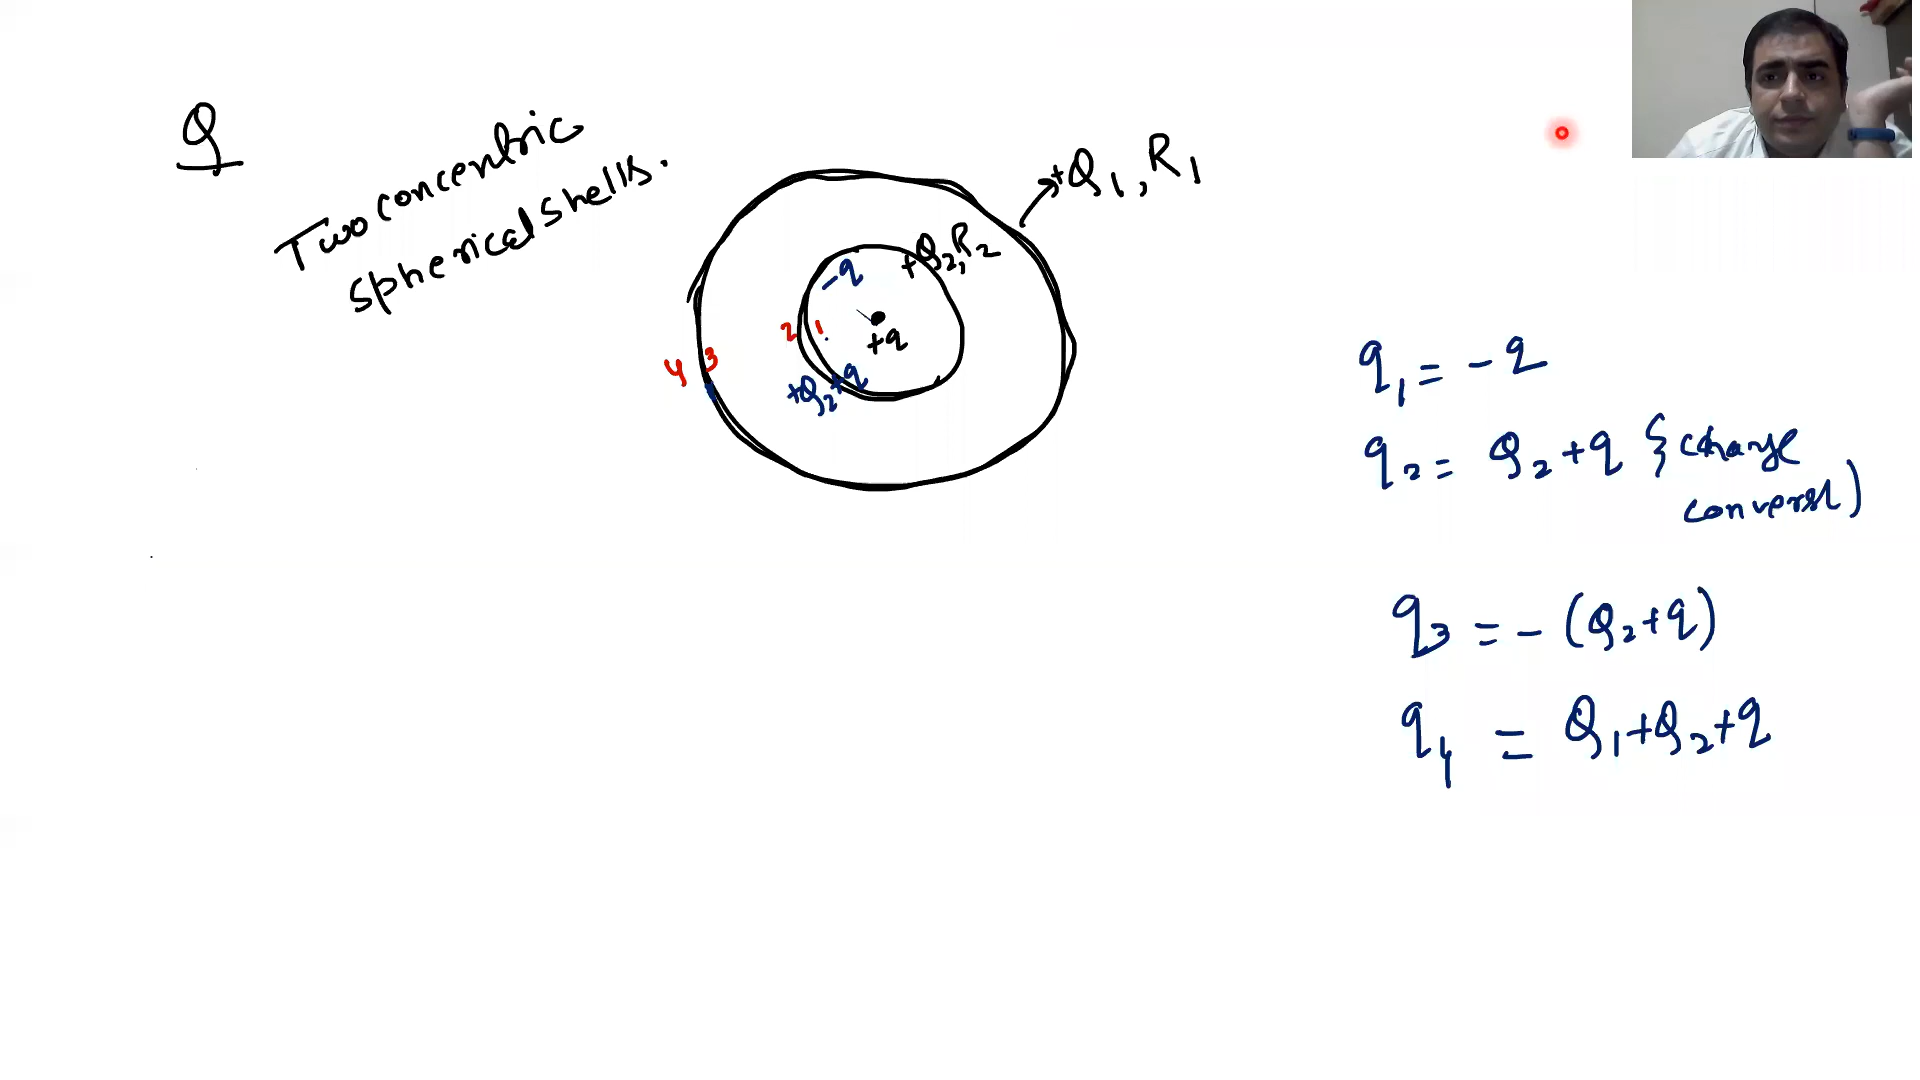 Q
Two concentric
spherical shells.
+Q₁, R₁
+Q₂, R₂
-q
2 1
+q
4 3
+Q₂+q
q₁ = -q
q₂ = Q₂+q {charge
q₃ = -(Q₂+q)
q₄ = Q₁+Q₂+q